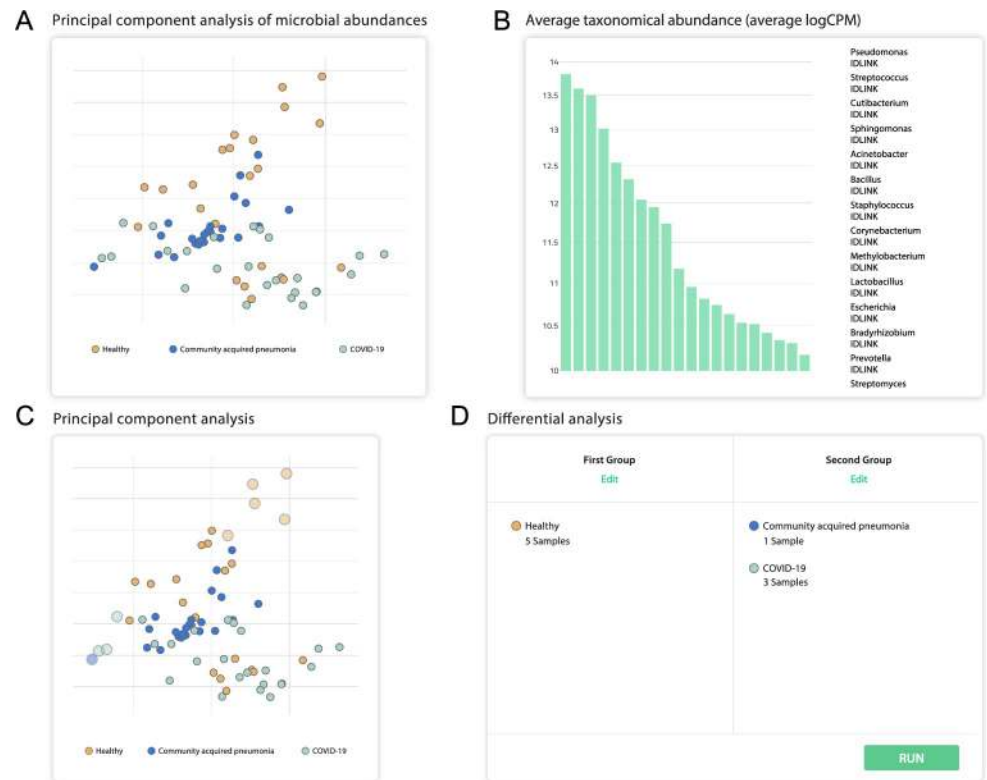 A
Principal component analysis of microbial abundances
Healthy
Community acquired pneumonia
COVID-19
B
Average taxonomical abundance (average logCPM)
14
13.5
13
12.5
12
11.5
11
10.5
10
Pseudomonas
IDLINK
Streptococcus
IDLINK
Cutibacterium
IDLINK
Sphingomonas
IDLINK
Acinetobacter
IDLINK
Bacillus
IDLINK
Staphylococcus
IDLINK
Corynebacterium
IDLINK
Methylobacterium
IDLINK
Lactobacillus
IDLINK
Escherichia
IDLINK
Bradyrhizobium
IDLINK
Prevotella
IDLINK
Streptomyces
C
Principal component analysis
Healthy
Community acquired pneumonia
COVID-19
D
Differential analysis
First Group
Edit
Second Group
Edit
Healthy
5 Samples
Community acquired pneumonia
1 Sample
COVID-19
3 Samples
RUN